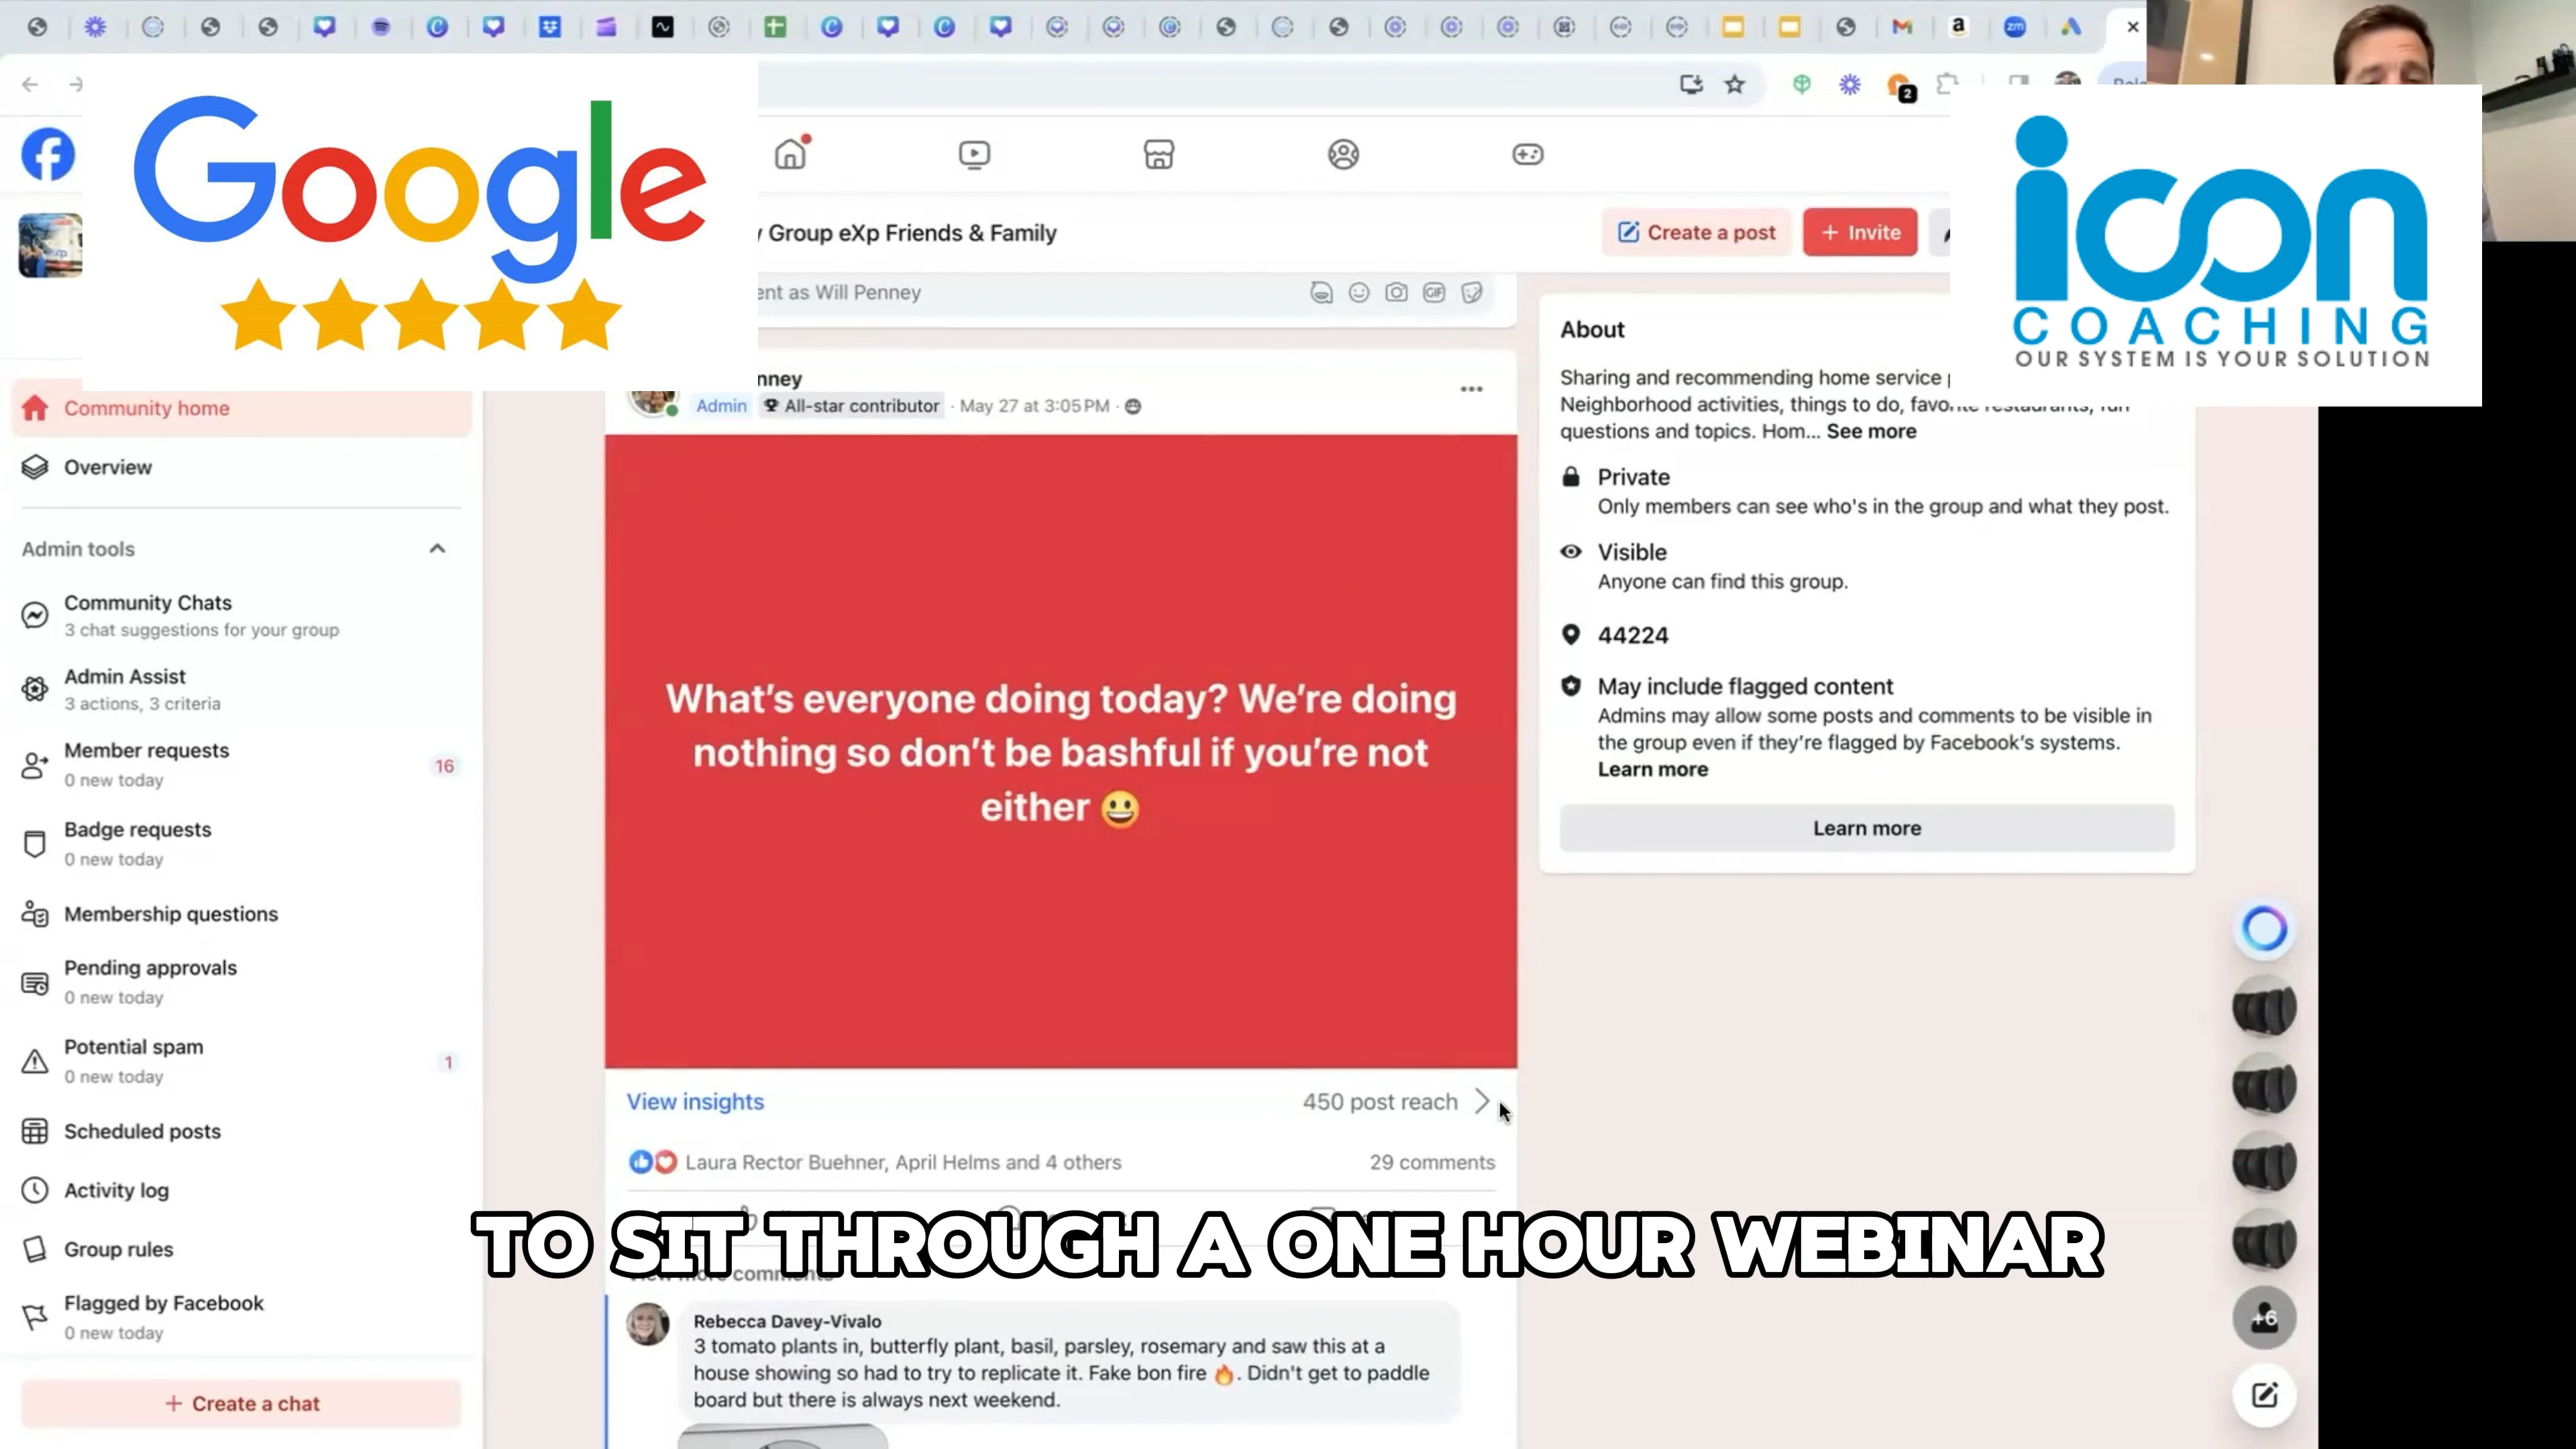 Google
icon
COACHING
OUR SYSTEM IS YOUR SOLUTION
2
y Group eXp Friends & Family
Create a post
+ Invite
ent as Will Penney
Community home
Overview
Admin tools
Community Chats
3 chat suggestions for your group
Admin Assist
3 actions, 3 criteria
Member requests
0 new today
16
Badge requests
0 new today
Membership questions
Pending approvals
0 new today
Potential spam
0 new today
1
Scheduled posts
Activity log
Group rules
Flagged by Facebook
0 new today
+ Create a chat
nney
Admin All-star contributor · May 27 at 3:05 PM ·
What's everyone doing today? We're doing
nothing so don't be bashful if you're not
either 😀
View insights
450 post reach
Laura Rector Buehner, April Helms and 4 others
29 comments
TO SIT THROUGH A ONE HOUR WEBINAR
Rebecca Davey-Vivalo
3 tomato plants in, butterfly plant, basil, parsley, rosemary and saw this at a
house showing so had to try to replicate it. Fake bon fire 🔥. Didn't get to paddle
board but there is always next weekend.
About
Sharing and recommending home service
Neighborhood activities, things to do,
questions and topics. Hom... See more
Private
Only members can see who's in the group and what they post.
Visible
Anyone can find this group.
44224
May include flagged content
Admins may allow some posts and comments to be visible in
the group even if they're flagged by Facebook's systems.
Learn more
Learn more
+6